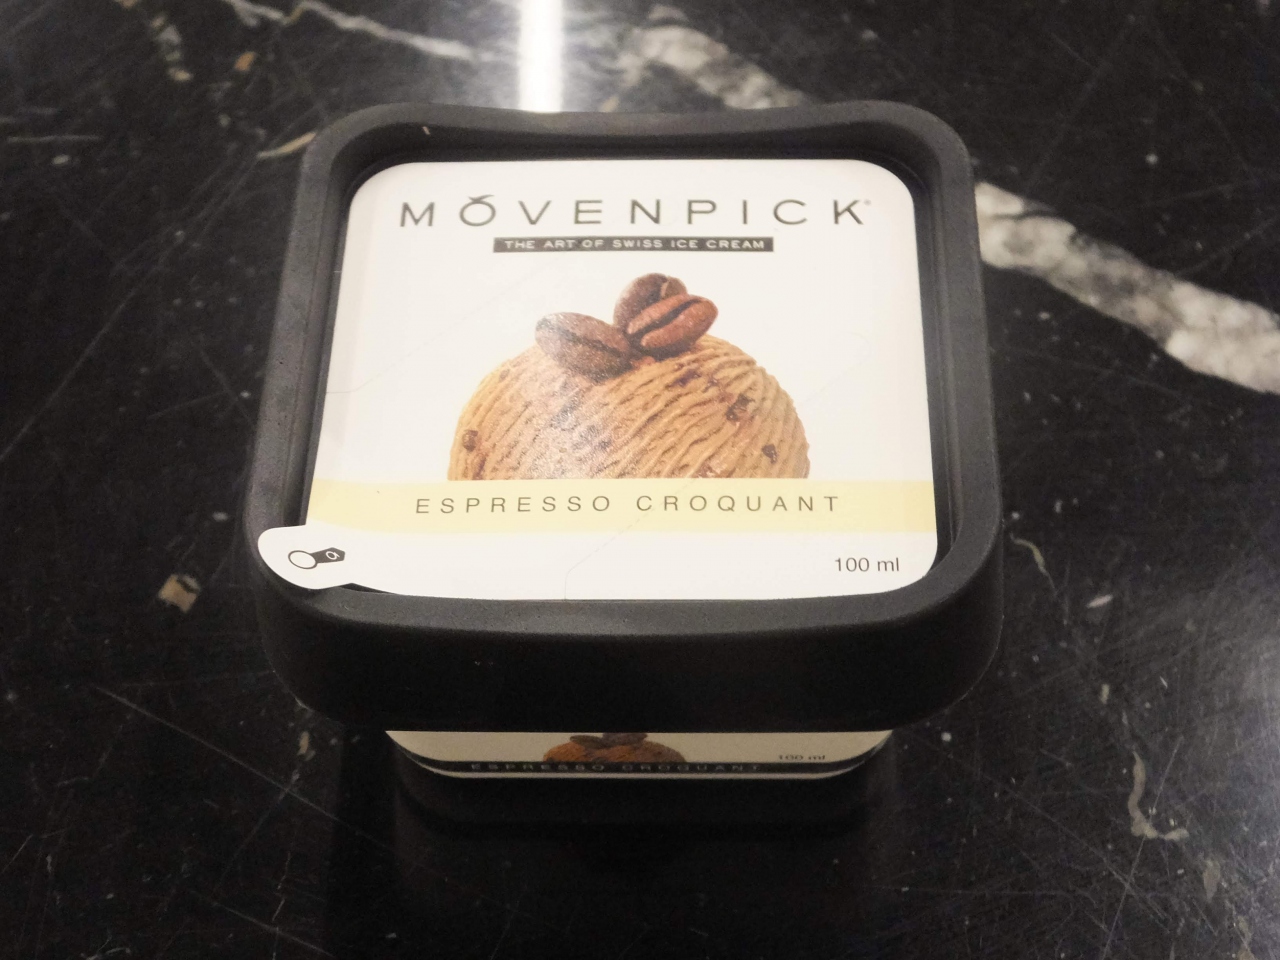 MÖVENPICK®
THE ART OF SWISS ICE CREAM
ESPRESSO CROQUANT
100 ml
100 ml
ESPRESSO CROQUANT